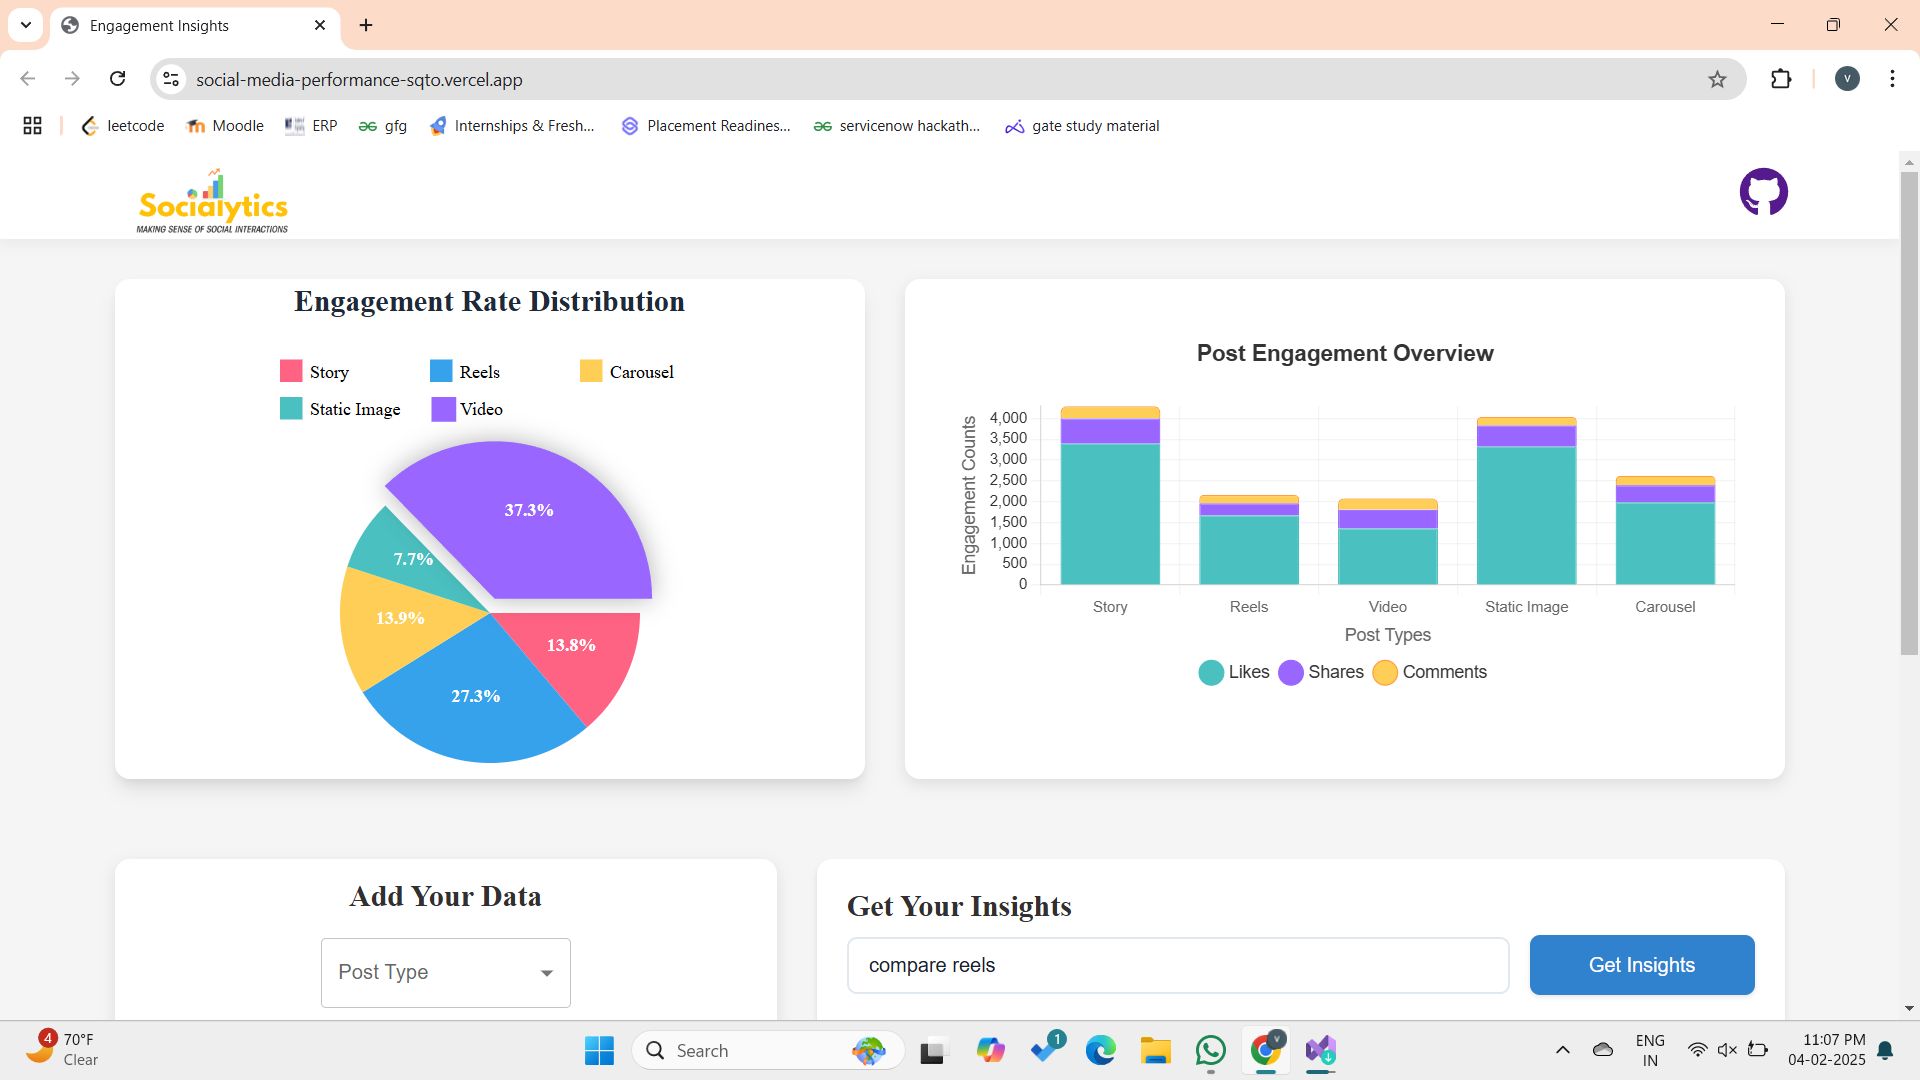 Engagement Insights
social-media-performance-sqto.vercel.app
V
leetcode
Moodle
ERP
gfg
Internships & Fresh...
Placement Readines...
servicenow hackath...
gate study material
Socialytics
MAKING SENSE OF SOCIAL INTERACTIONS
Engagement Rate Distribution
Story Reels Carousel
Static Image Video
37.3%
7.7%
13.9%
13.8%
27.3%
Post Engagement Overview
Engagement Counts
4,000
3,500
3,000
2,500
2,000
1,500
1,000
500
0
Story Reels Video Static Image Carousel
Post Types
Likes Shares Comments
Add Your Data
Post Type
Get Your Insights
compare reels
Get Insights
4
70°F
Clear
Search
1
V
ENG
IN
11:07 PM
04-02-2025